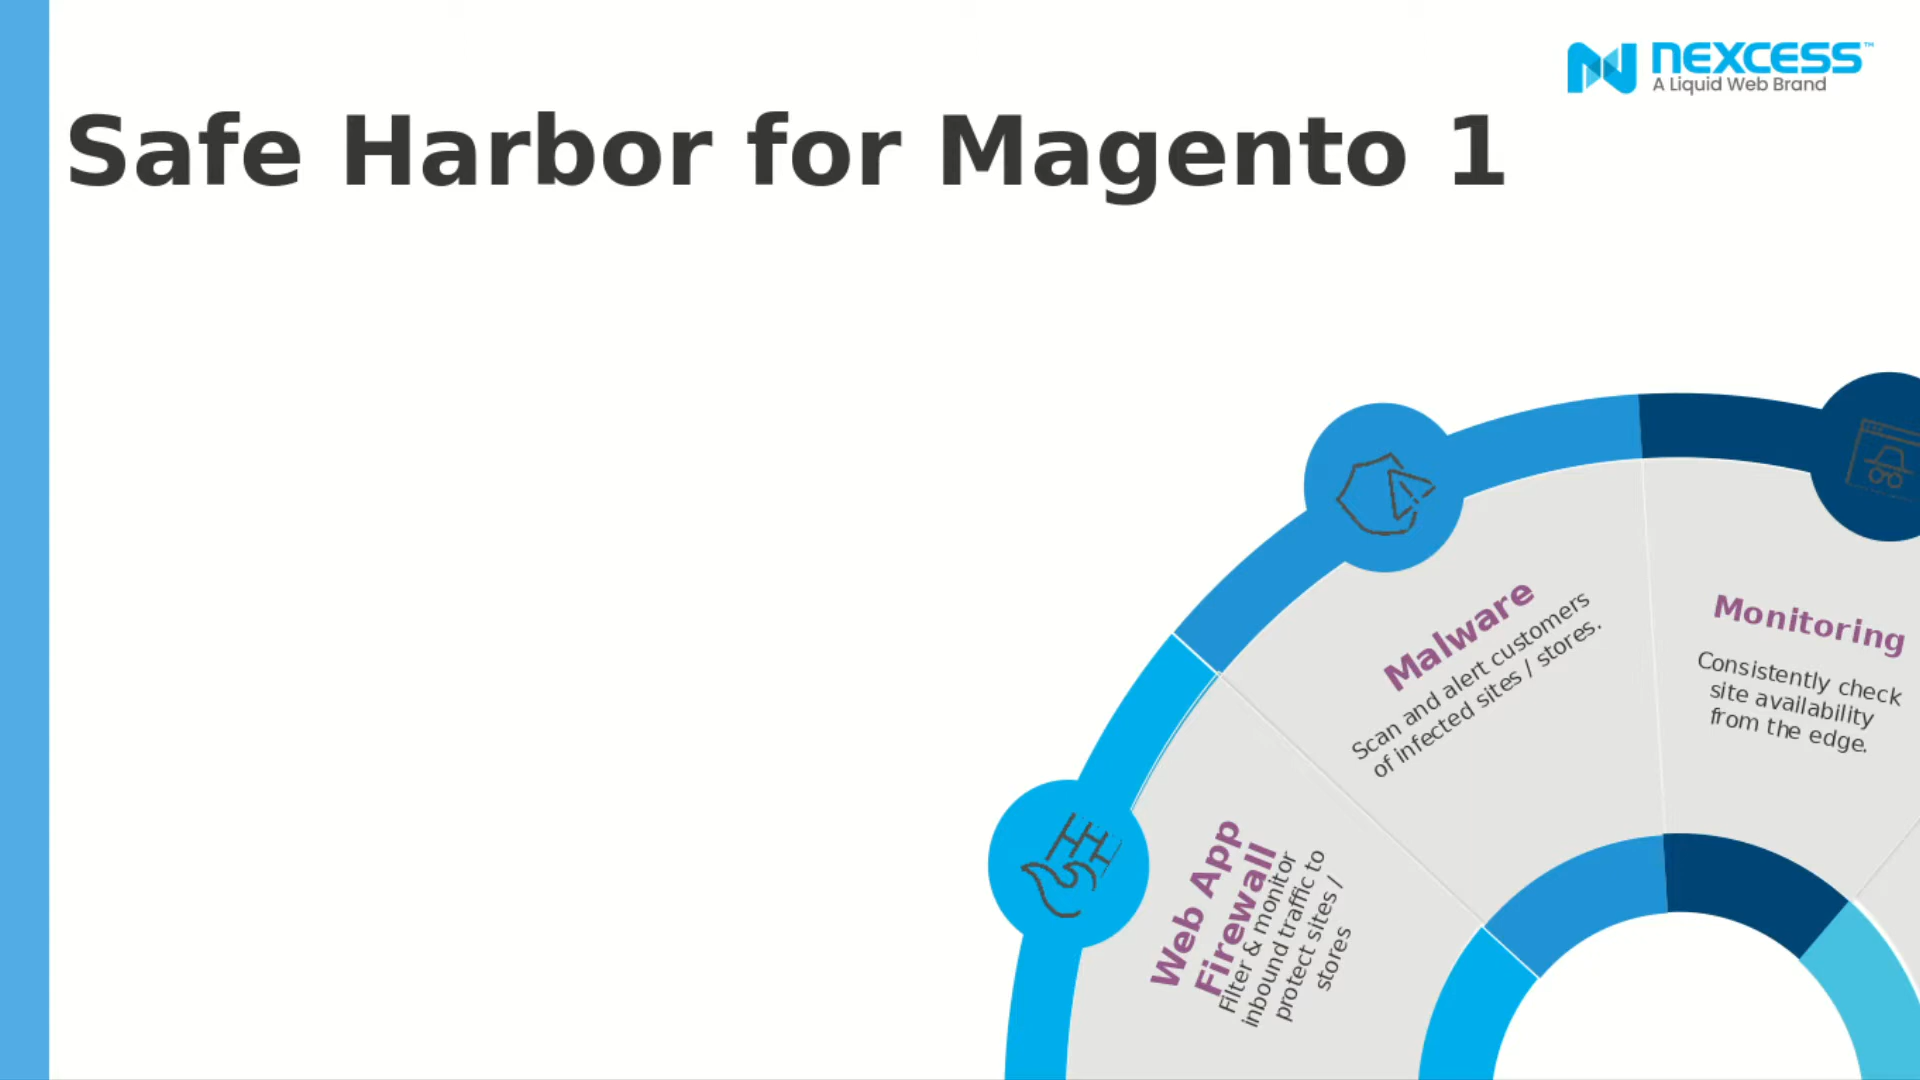 nexcess™
A Liquid Web Brand
Safe Harbor for Magento 1
Web App
Firewall
Filter & monitor
inbound traffic to
protect sites /
stores
Malware
Scan and alert customers
of infected sites / stores.
Monitoring
Consistently check
site availability
from the edge.